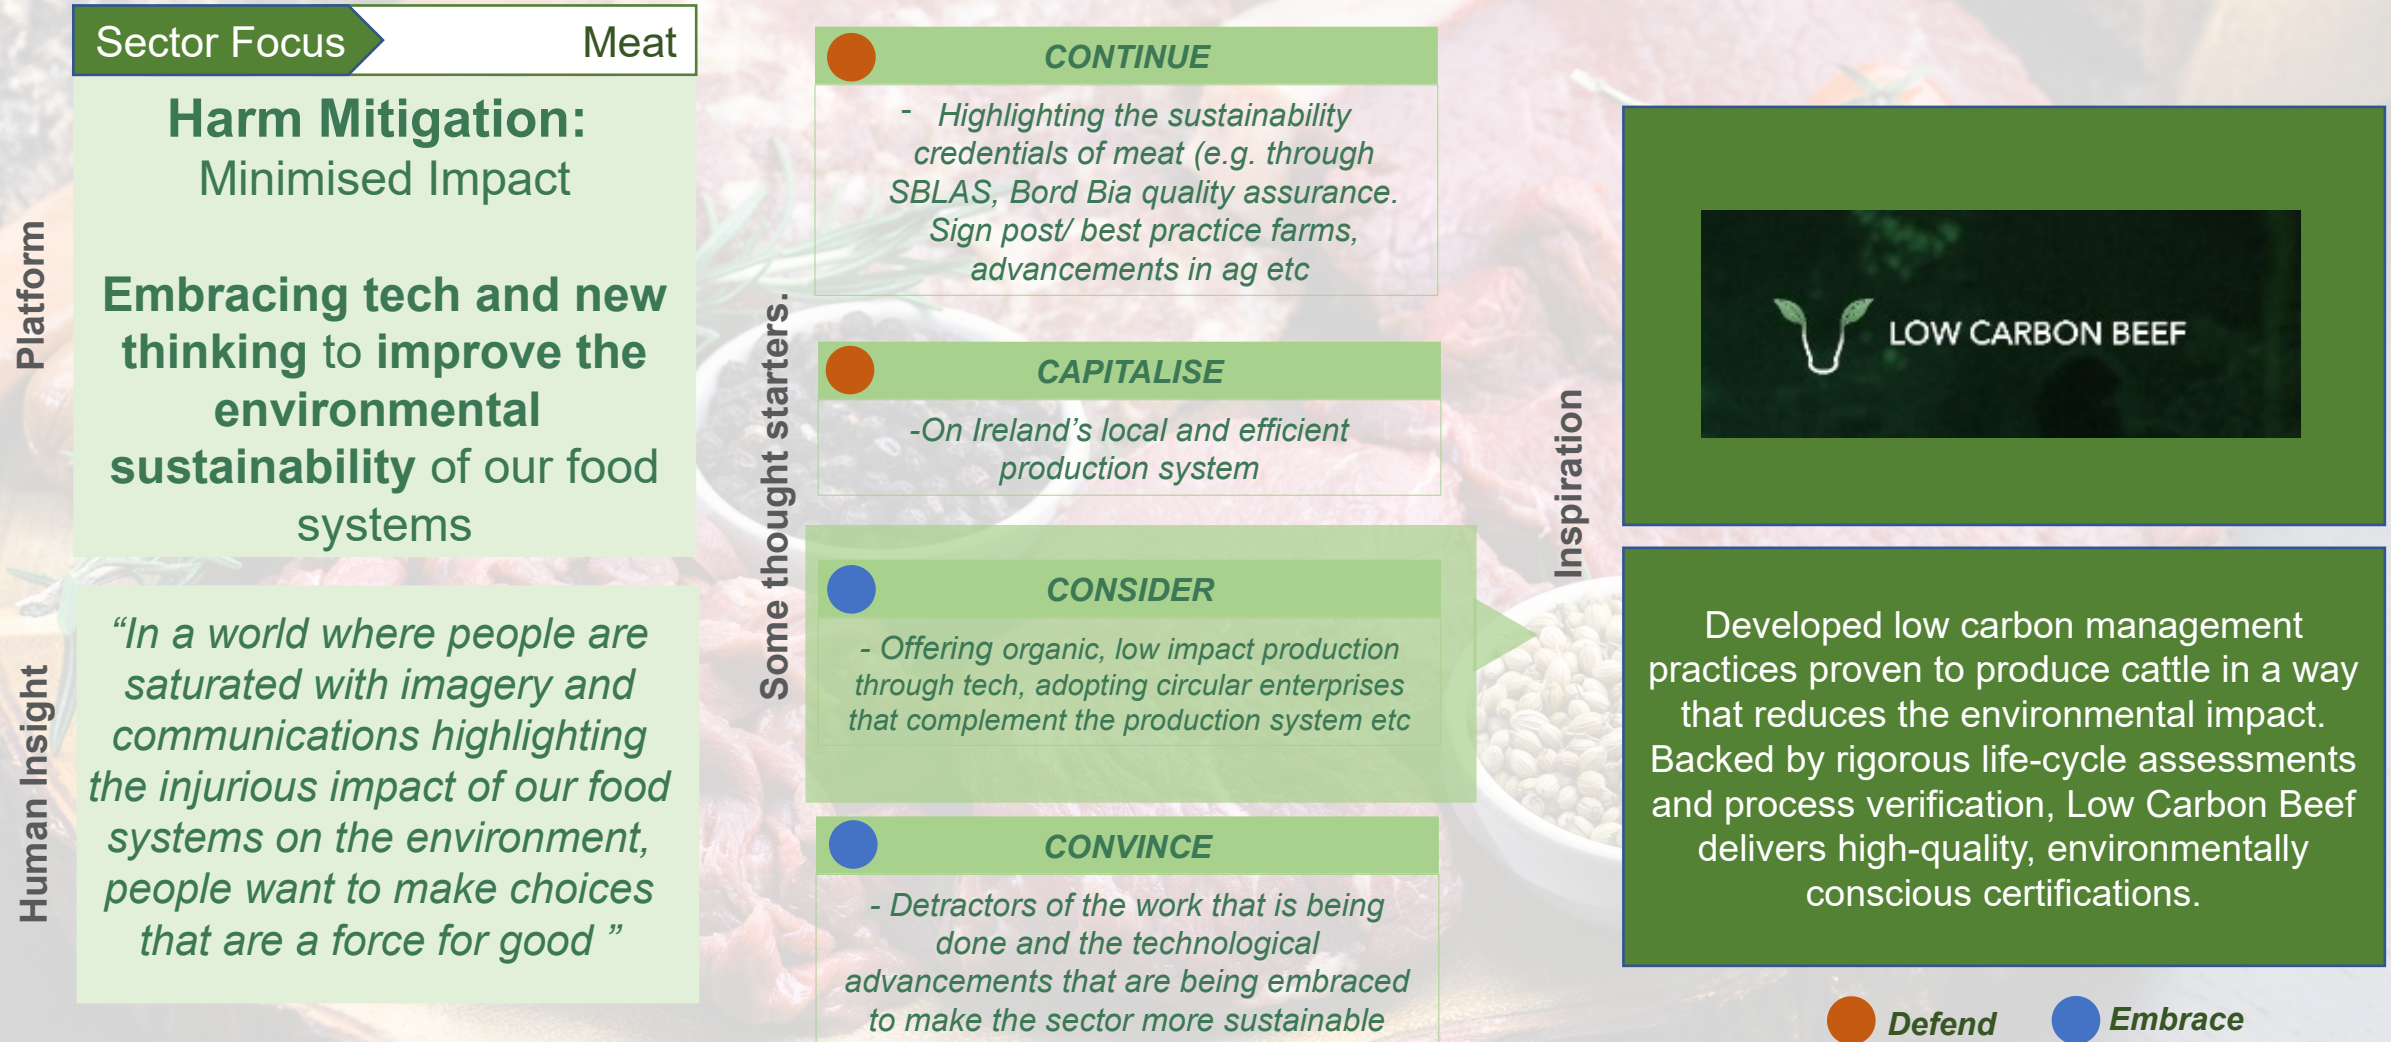 Sector Focus
Meat
Platform
Harm Mitigation:
Minimised Impact
Embracing tech and new
thinking to improve the
environmental
sustainability of our food
systems
Human Insight
“In a world where people are
saturated with imagery and
communications highlighting
the injurious impact of our food
systems on the environment,
people want to make choices
that are a force for good ”
Some thought starters.
CONTINUE
- Highlighting the sustainability
credentials of meat (e.g. through
SBLAS, Bord Bia quality assurance.
Sign post/ best practice farms,
advancements in ag etc
CAPITALISE
-On Ireland’s local and efficient
production system
CONSIDER
- Offering organic, low impact production
through tech, adopting circular enterprises
that complement the production system etc
CONVINCE
- Detractors of the work that is being
done and the technological
advancements that are being embraced
to make the sector more sustainable
Inspiration
LOW CARBON BEEF
Developed low carbon management
practices proven to produce cattle in a way
that reduces the environmental impact.
Backed by rigorous life-cycle assessments
and process verification, Low Carbon Beef
delivers high-quality, environmentally
conscious certifications.
Defend
Embrace